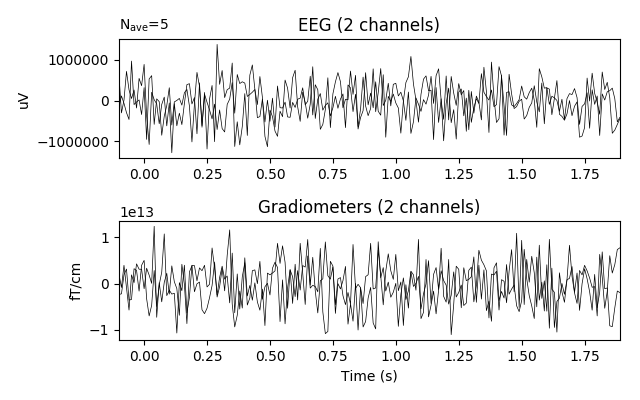 N_ave=5
EEG (2 channels)
uV
1000000
0
−1000000
0.00 0.25 0.50 0.75 1.00 1.25 1.50 1.75
1e13
Gradiometers (2 channels)
fT/cm
1
0
−1
0.00 0.25 0.50 0.75 1.00 1.25 1.50 1.75
Time (s)